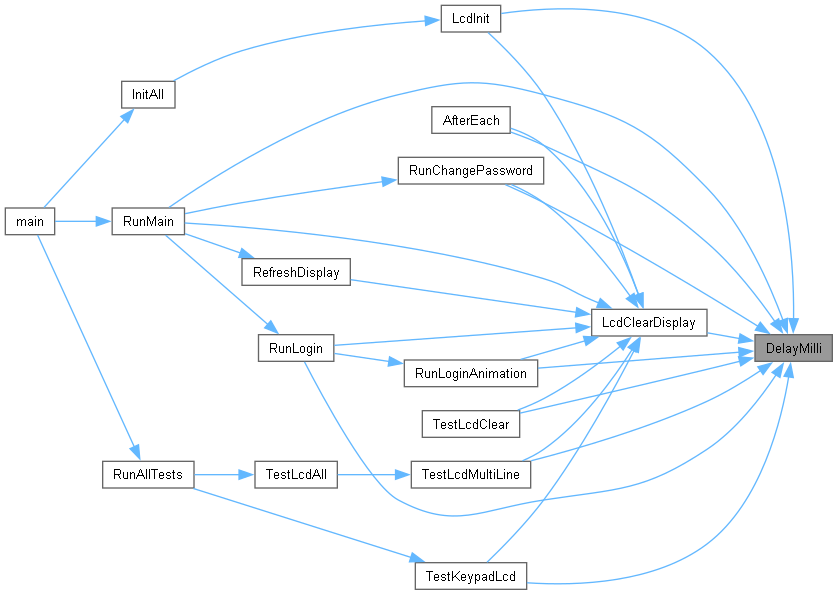 LcdInit
InitAll
AfterEach
RunChangePassword
main
RunMain
RefreshDisplay
LcdClearDisplay
RunLogin
DelayMilli
RunLoginAnimation
TestLcdClear
RunAllTests
TestLcdAll
TestLcdMultiLine
TestKeypadLcd